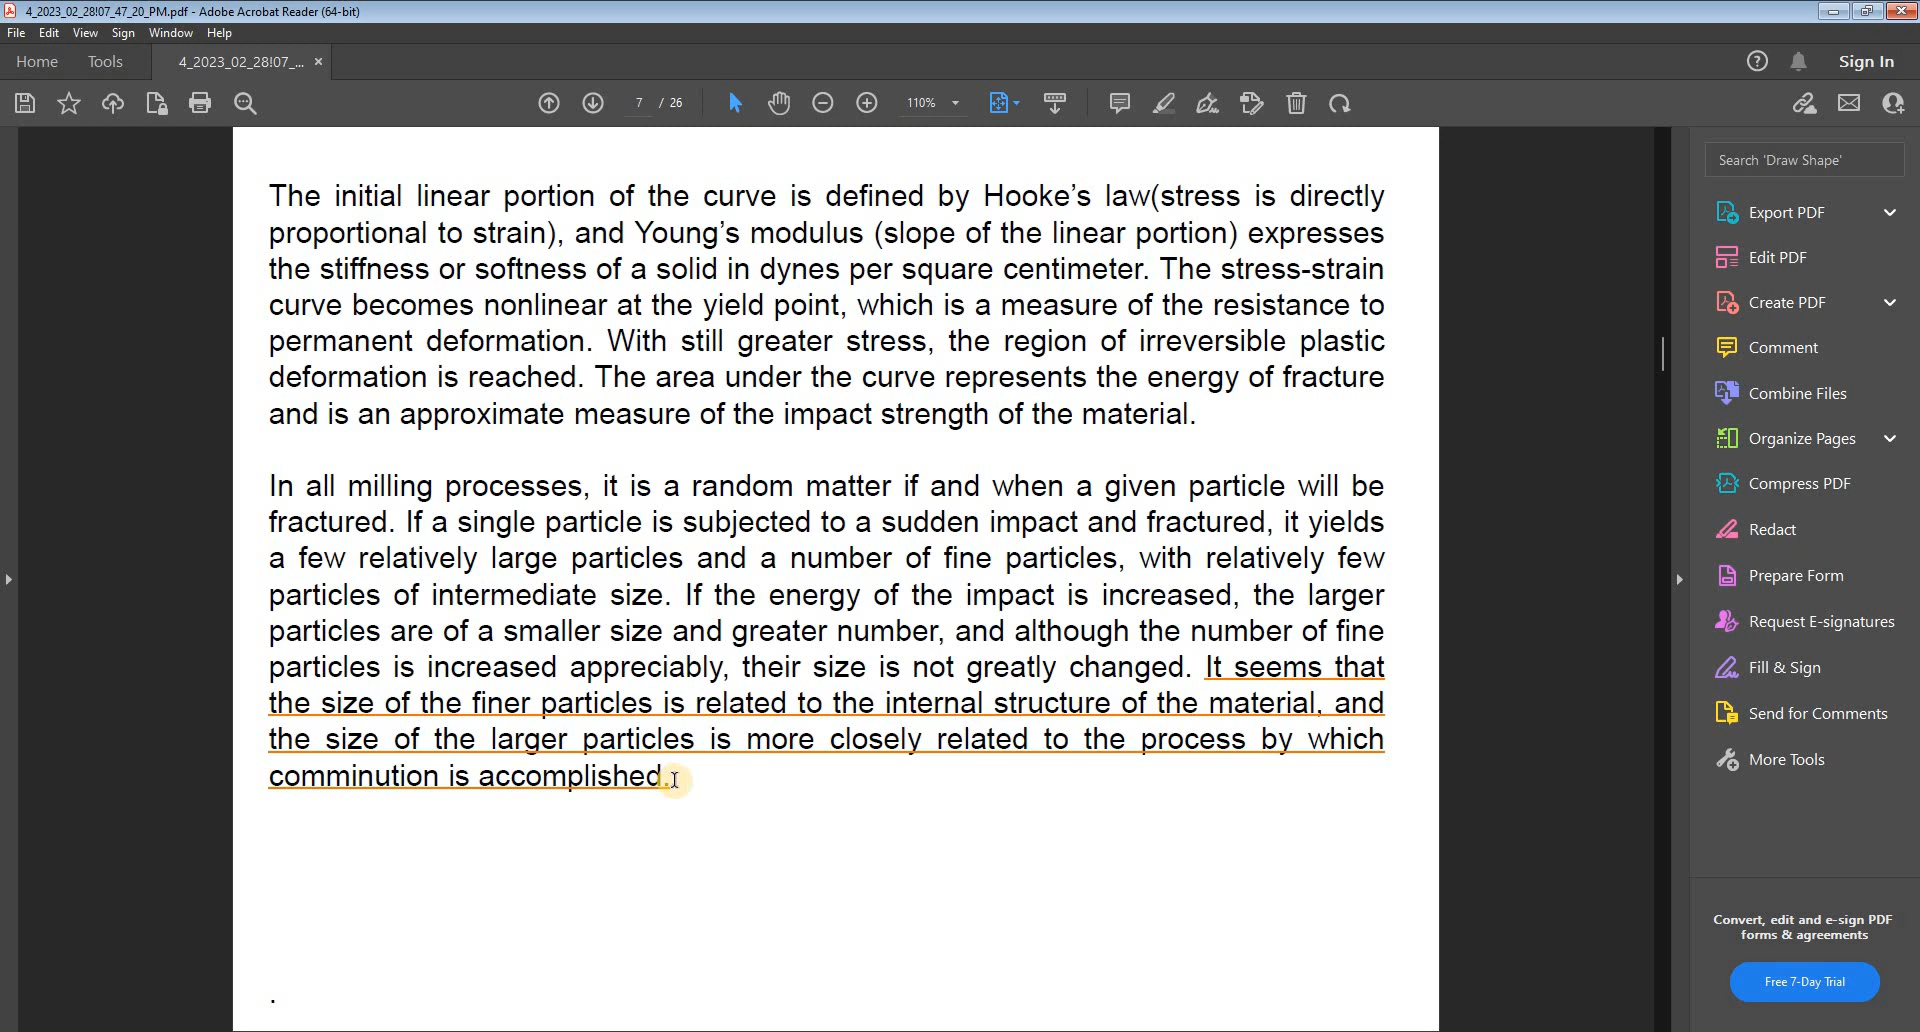 4_2023_02_28!07_47_20_PM.pdf - Adobe Acrobat Reader (64-bit)
File Edit View Sign Window Help
Home Tools 4_2023_02_28!07_... × Sign In
7 / 26 110%
The initial linear portion of the curve is defined by Hooke’s law(stress is directly
proportional to strain), and Young’s modulus (slope of the linear portion) expresses
the stiffness or softness of a solid in dynes per square centimeter. The stress-strain
curve becomes nonlinear at the yield point, which is a measure of the resistance to
permanent deformation. With still greater stress, the region of irreversible plastic
deformation is reached. The area under the curve represents the energy of fracture
and is an approximate measure of the impact strength of the material.
In all milling processes, it is a random matter if and when a given particle will be
fractured. If a single particle is subjected to a sudden impact and fractured, it yields
a few relatively large particles and a number of fine particles, with relatively few
particles of intermediate size. If the energy of the impact is increased, the larger
particles are of a smaller size and greater number, and although the number of fine
particles is increased appreciably, their size is not greatly changed. It seems that
the size of the finer particles is related to the internal structure of the material, and
the size of the larger particles is more closely related to the process by which
comminution is accomplished.
.
Search 'Draw Shape'
Export PDF
Edit PDF
Create PDF
Comment
Combine Files
Organize Pages
Compress PDF
Redact
Prepare Form
Request E-signatures
Fill & Sign
Send for Comments
More Tools
Convert, edit and e-sign PDF
forms & agreements
Free 7-Day Trial